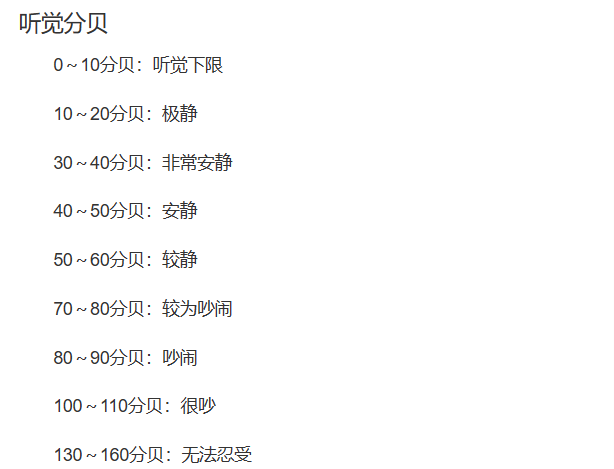 听觉分贝
0～10分贝：听觉下限
10～20分贝：极静
30～40分贝：非常安静
40～50分贝：安静
50～60分贝：较静
70～80分贝：较为吵闹
80～90分贝：吵闹
100～110分贝：很吵
130～160分贝：无法忍受